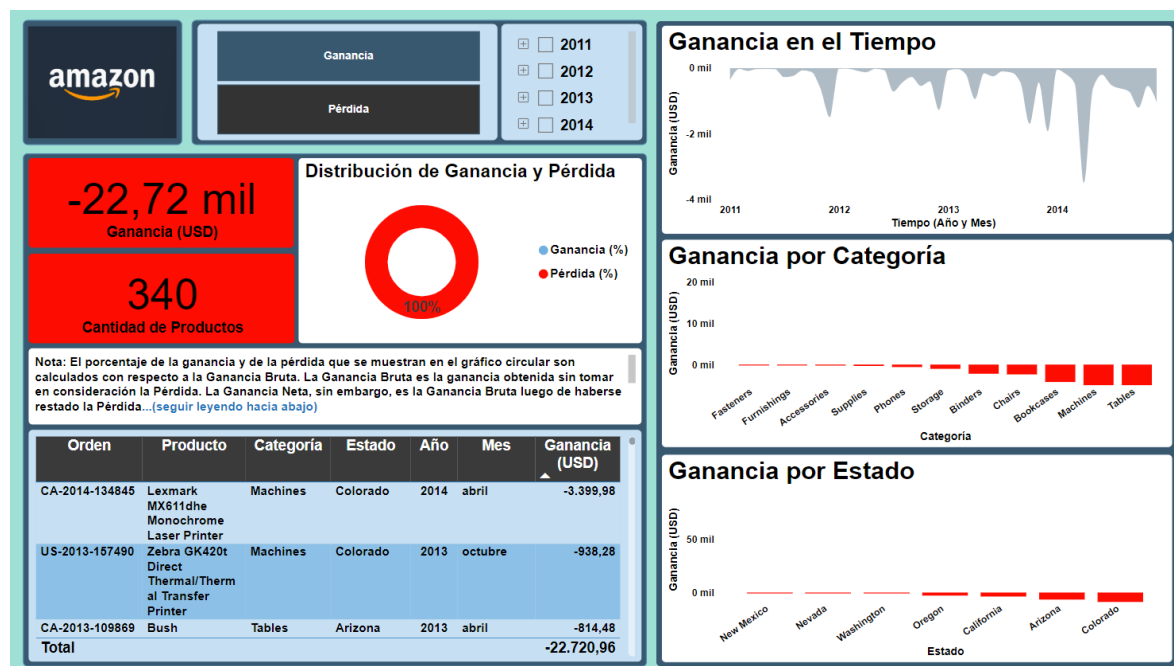 amazon
Ganancia
Pérdida
2011
2012
2013
2014
-22,72 mil
Ganancia (USD)
340
Cantidad de Productos
Distribución de Ganancia y Pérdida
100%
Ganancia (%)
Pérdida (%)
Nota: El porcentaje de la ganancia y de la pérdida que se muestran en el gráfico circular son
calculados con respecto a la Ganancia Bruta. La Ganancia Bruta es la ganancia obtenida sin tomar
en consideración la Pérdida. La Ganancia Neta, sin embargo, es la Ganancia Bruta luego de haberse
restado la Pérdida...(seguir leyendo hacia abajo)
Orden Producto Categoría Estado Año Mes Ganancia
(USD)
CA-2014-134845 Lexmark Machines Colorado 2014 abril -3.399,98
MX611dhe
Monochrome
Laser Printer
US-2013-157490 Zebra GK420t Machines Colorado 2013 octubre -938,28
Direct
Thermal/Therm
al Transfer
Printer
CA-2013-109869 Bush Tables Arizona 2013 abril -814,48
Total -22.720,96
Ganancia en el Tiempo
Ganancia (USD)
0 mil
-2 mil
-4 mil
2011 2012 2013 2014
Tiempo (Año y Mes)
Ganancia por Categoría
Ganancia (USD)
20 mil
10 mil
0 mil
Fasteners Furnishings Accessories Supplies Phones Storage Binders Chairs Bookcases Machines Tables
Categoría
Ganancia por Estado
Ganancia (USD)
50 mil
0 mil
New Mexico Nevada Washington Oregon California Arizona Colorado
Estado